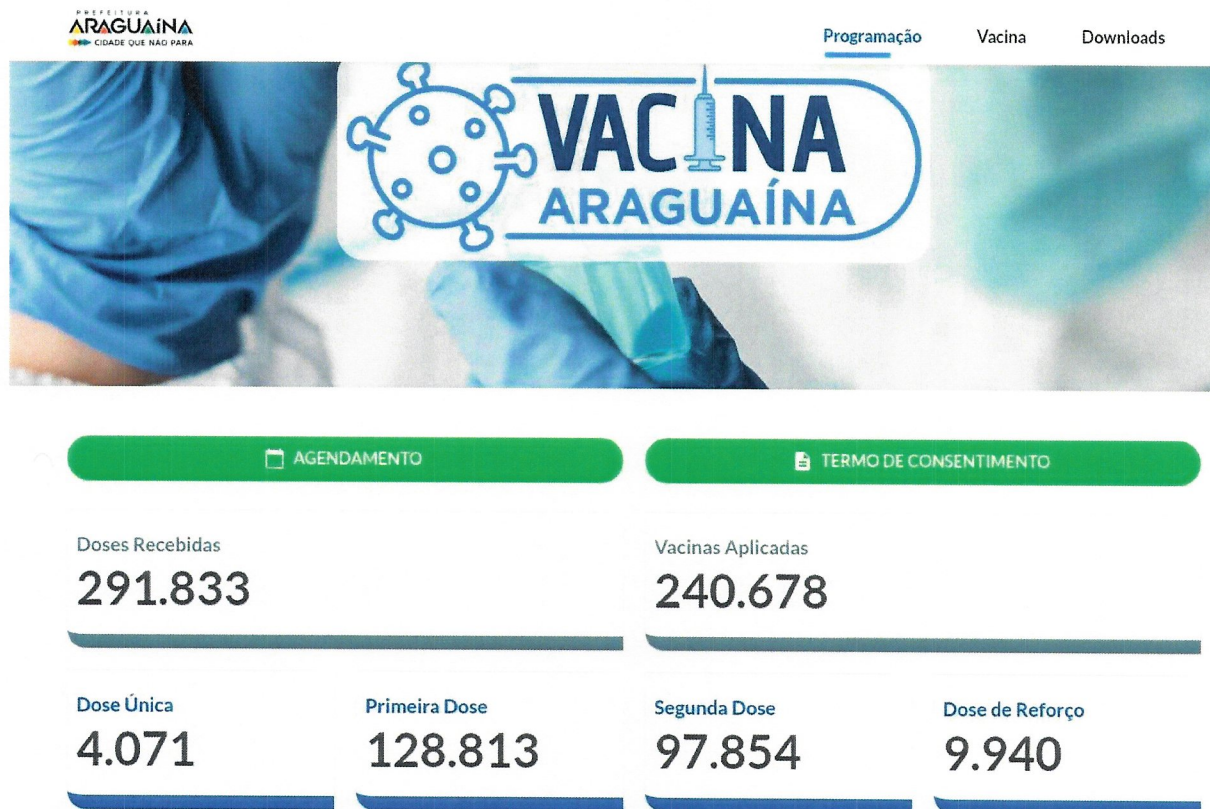 PREFEITURA
ARAGUAÍNA
CIDADE QUE NÃO PARA
Programação
Vacina
Downloads
VACINA
ARAGUAÍNA
AGENDAMENTO
TERMO DE CONSENTIMENTO
Doses Recebidas
291.833
Vacinas Aplicadas
240.678
Dose Única
4.071
Primeira Dose
128.813
Segunda Dose
97.854
Dose de Reforço
9.940